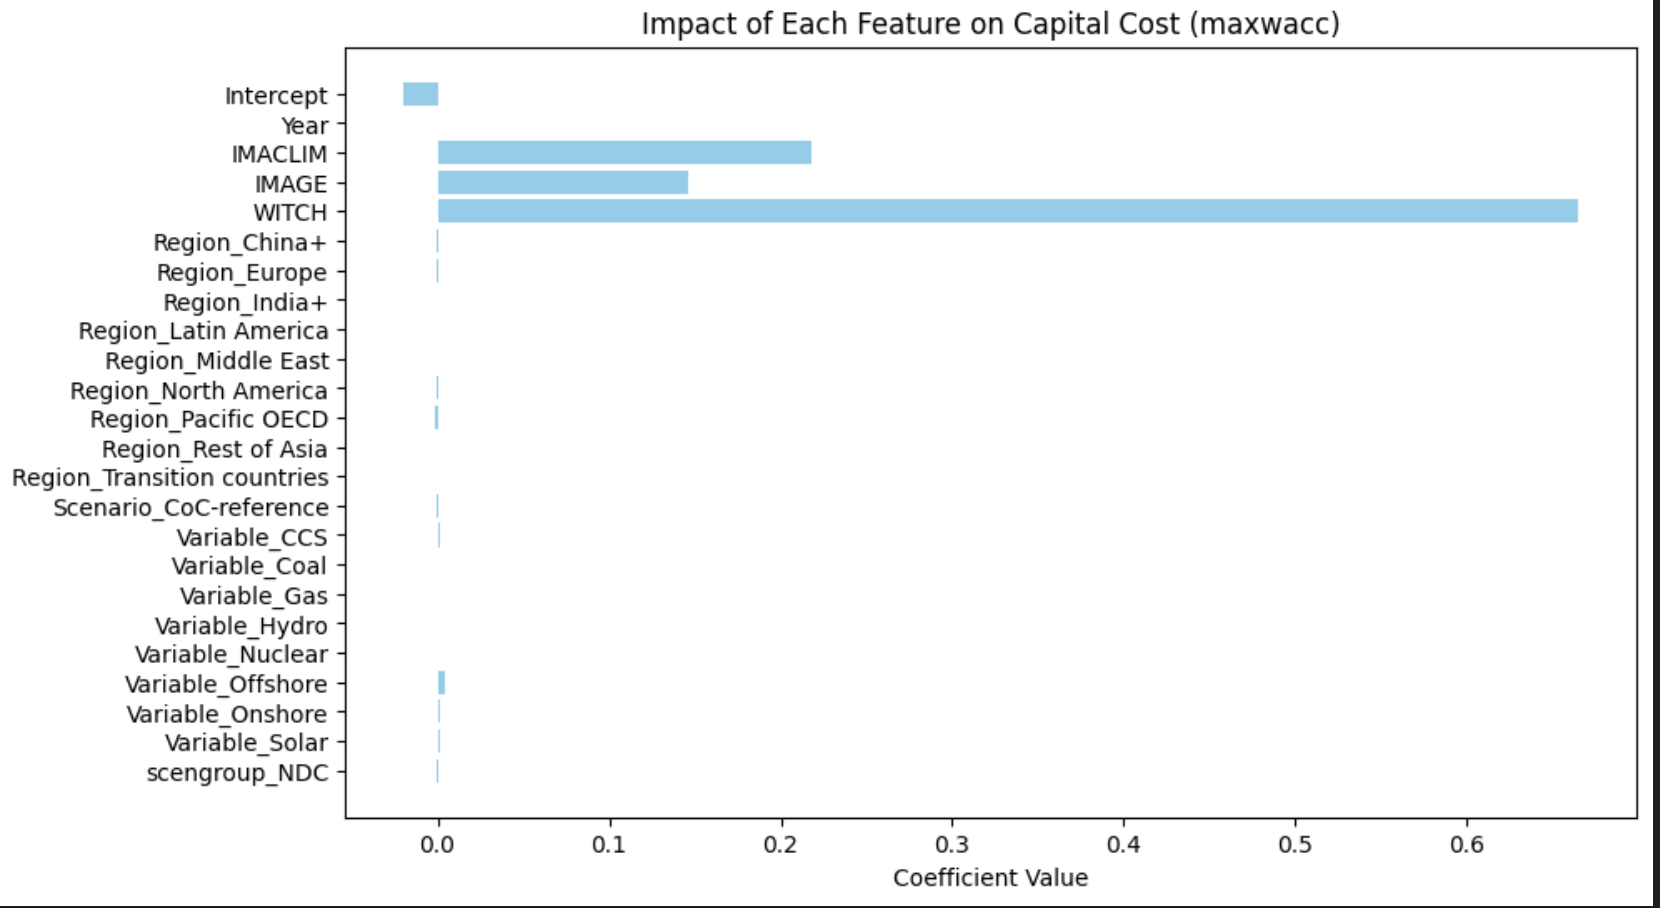 Impact of Each Feature on Capital Cost (maxwacc)
Intercept
Year
IMACLIM
IMAGE
WITCH
Region_China+
Region_Europe
Region_India+
Region_Latin America
Region_Middle East
Region_North America
Region_Pacific OECD
Region_Rest of Asia
Region_Transition countries
Scenario_CoC-reference
Variable_CCS
Variable_Coal
Variable_Gas
Variable_Hydro
Variable_Nuclear
Variable_Offshore
Variable_Onshore
Variable_Solar
scengroup_NDC
0.0 0.1 0.2 0.3 0.4 0.5 0.6
Coefficient Value